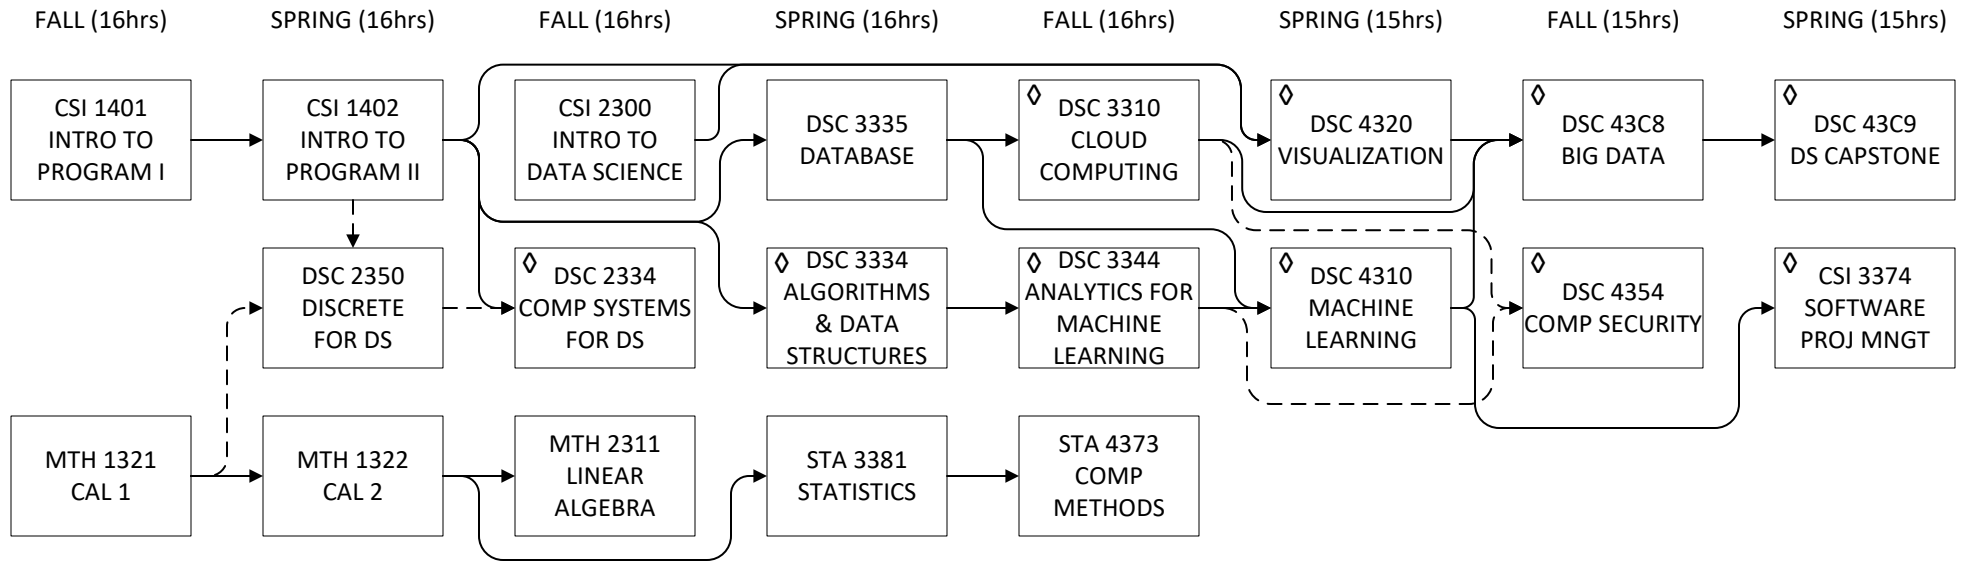 FALL (16hrs)
SPRING (16hrs)
FALL (16hrs)
SPRING (16hrs)
FALL (16hrs)
SPRING (15hrs)
FALL (15hrs)
SPRING (15hrs)
CSI 1401
INTRO TO
PROGRAM I
CSI 1402
INTRO TO
PROGRAM II
CSI 2300
INTRO TO
DATA SCIENCE
DSC 3335
DATABASE
◊ DSC 3310
CLOUD
COMPUTING
◊
DSC 4320
VISUALIZATION
◊
DSC 43C8
BIG DATA
◊
DSC 43C9
DS CAPSTONE
DSC 2350
DISCRETE
FOR DS
◊ DSC 2334
COMP SYSTEMS
FOR DS
◊ DSC 3334
ALGORITHMS
& DATA
STRUCTURES
◊ DSC 3344
ANALYTICS FOR
MACHINE
LEARNING
◊ DSC 4310
MACHINE
LEARNING
◊
DSC 4354
COMP SECURITY
◊ CSI 3374
SOFTWARE
PROJ MNGT
MTH 1321
CAL 1
MTH 1322
CAL 2
MTH 2311
LINEAR
ALGEBRA
STA 3381
STATISTICS
STA 4373
COMP
METHODS